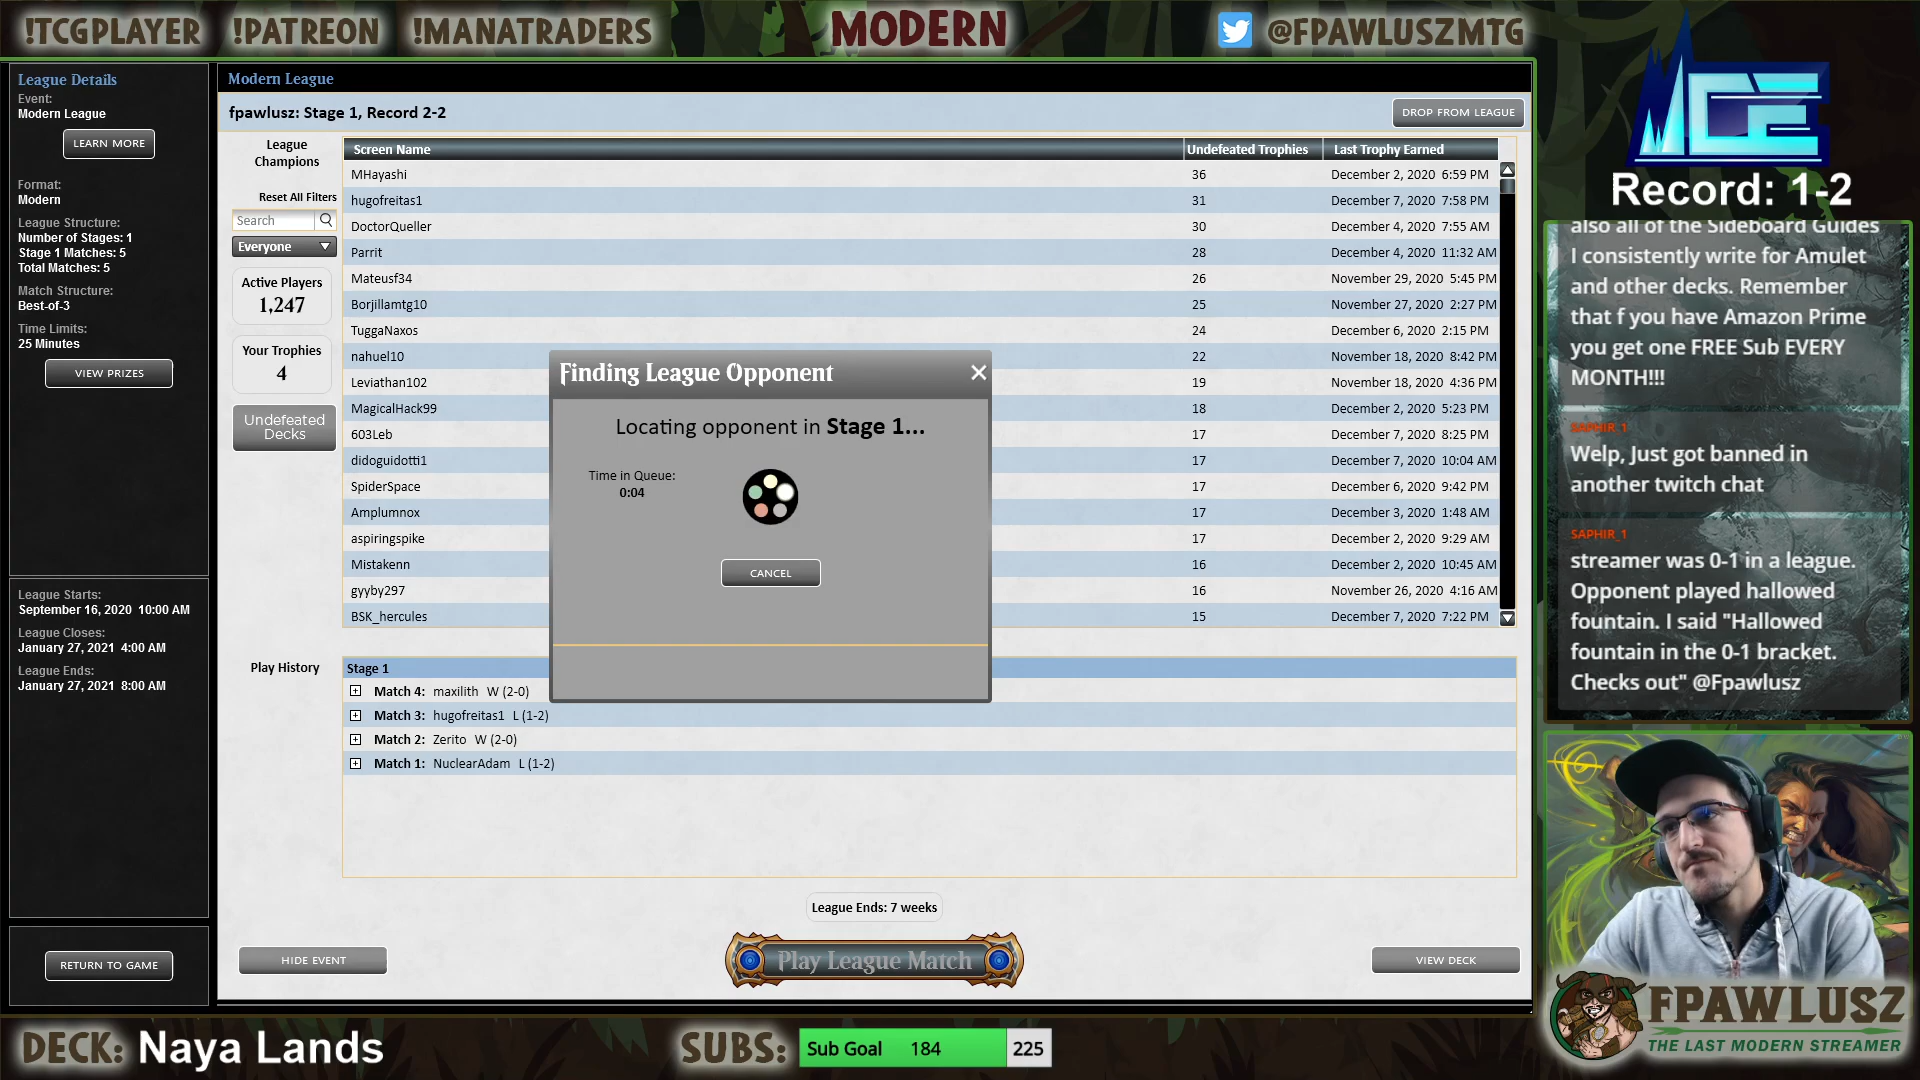 !TCGPLAYER !PATREON !MANATRADERS
MODERN
@FPAWLUSZMTG
League Details
Event:
Modern League
LEARN MORE
Format:
Modern
League Structure:
Number of Stages: 1
Stage 1 Matches: 5
Total Matches: 5
Match Structure:
Best-of-3
Time Limits:
25 Minutes
VIEW PRIZES
League Starts:
September 16, 2020 10:00 AM
League Closes:
January 27, 2021 4:00 AM
League Ends:
January 27, 2021 8:00 AM
RETURN TO GAME
Modern League
fpawlusz: Stage 1, Record 2-2
DROP FROM LEAGUE
League
Champions
Reset All Filters
Search
Everyone
Active Players
1,247
Your Trophies
4
Undefeated
Decks
Screen Name Undefeated Trophies Last Trophy Earned
MHayashi 36 December 2, 2020 6:59 PM
hugofreitas1 31 December 7, 2020 7:58 PM
DoctorQueller 30 December 4, 2020 7:55 AM
Parrit 28 December 4, 2020 11:32 AM
Mateusf34 26 November 29, 2020 5:45 PM
Borjillamtg10 25 November 27, 2020 2:27 PM
TuggaNaxos 24 December 6, 2020 2:15 PM
nahuel10 22 November 18, 2020 8:42 PM
Leviathan102 19 November 18, 2020 4:36 PM
MagicalHack99 18 December 2, 2020 5:23 PM
603Leb 17 December 7, 2020 8:25 PM
didoguidotti1 17 December 7, 2020 10:04 AM
SpiderSpace 17 December 6, 2020 9:42 PM
Amplumnox 17 December 3, 2020 1:48 AM
aspiringspike 17 December 2, 2020 9:29 AM
Mistakenn 16 December 2, 2020 10:45 AM
gyyby297 16 November 26, 2020 4:16 AM
BSK_hercules 15 December 7, 2020 7:22 PM
Finding League Opponent
Locating opponent in Stage 1...
Time in Queue:
0:04
CANCEL
Play History
Stage 1
Match 4: maxilith W (2-0)
Match 3: hugofreitas1 L (1-2)
Match 2: Zerito W (2-0)
Match 1: NuclearAdam L (1-2)
League Ends: 7 weeks
HIDE EVENT
Play League Match
VIEW DECK
MCE
Record: 1-2
also all of the Sideboard Guides
I consistently write for Amulet
and other decks. Remember
that f you have Amazon Prime
you get one FREE Sub EVERY
MONTH!!!
SAPHIR_1
Welp, Just got banned in
another twitch chat
SAPHIR_1
streamer was 0-1 in a league.
Opponent played hallowed
fountain. I said "Hallowed
fountain in the 0-1 bracket.
Checks out" @Fpawlusz
FPAWLUSZ
THE LAST MODERN STREAMER
DECK: Naya Lands
SUBS: Sub Goal 184 225